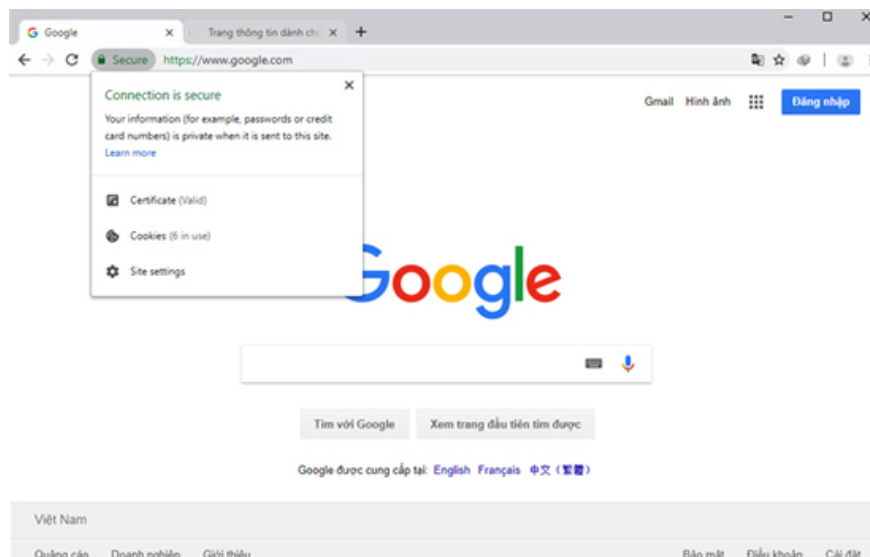 Google
Trang thông tin dành ch
Secure https://www.google.com
Connection is secure
Your information (for example, passwords or credit
card numbers) is private when it is sent to this site.
Learn more
Certificate (Valid)
Cookies (6 in use)
Site settings
Gmail Hình ảnh Đăng nhập
Google
Tìm với Google Xem trang đầu tiên tìm được
Google được cung cấp tại: English Français 中文 (繁體)
Việt Nam
Quảng cáo Doanh nghiệp Giới thiệu Bảo mật Điều khoản Cài đặt